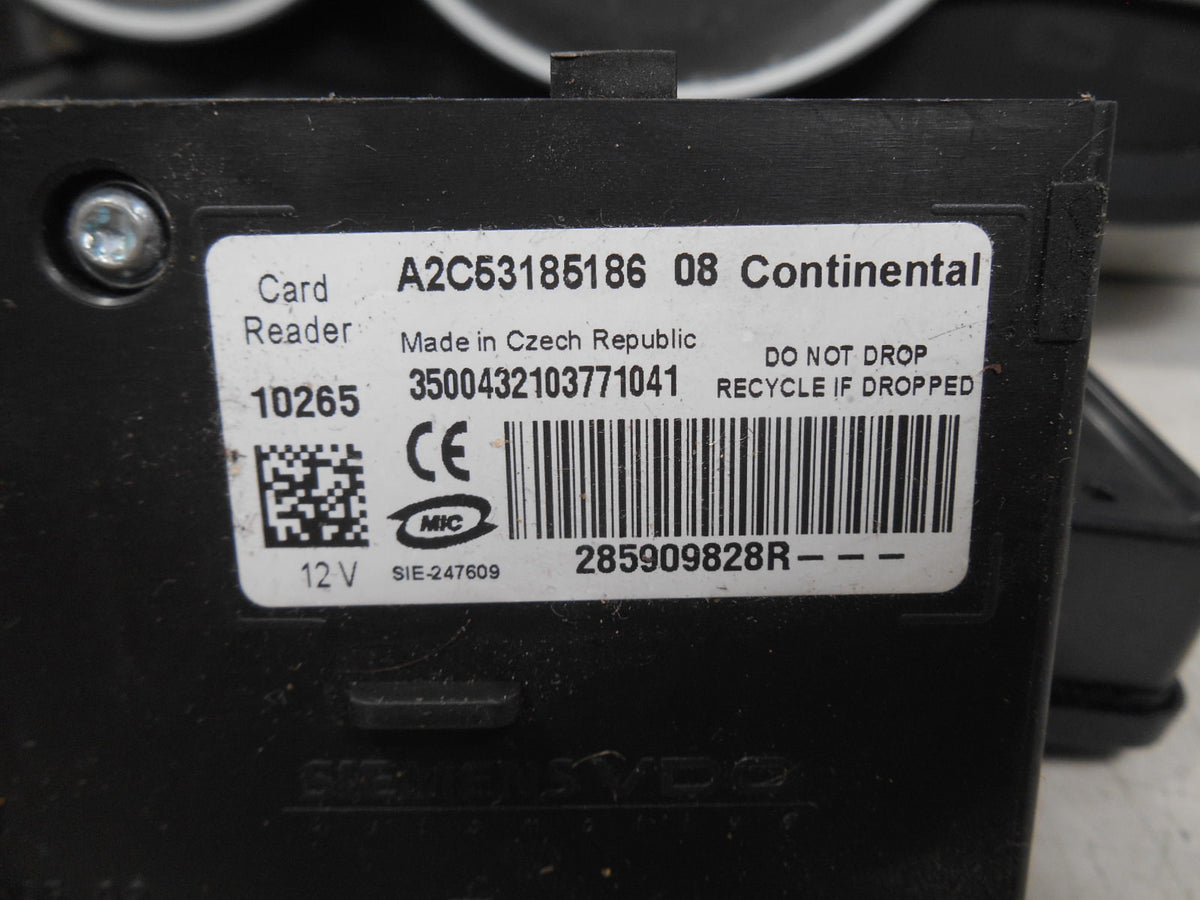 Card
Reader
A2C53185186 08 Continental
Made in Czech Republic
3500432103771041
DO NOT DROP
RECYCLE IF DROPPED
10265
CE
MIC
12 V
SIE-247609
285909828R---
SIEMENS VDO